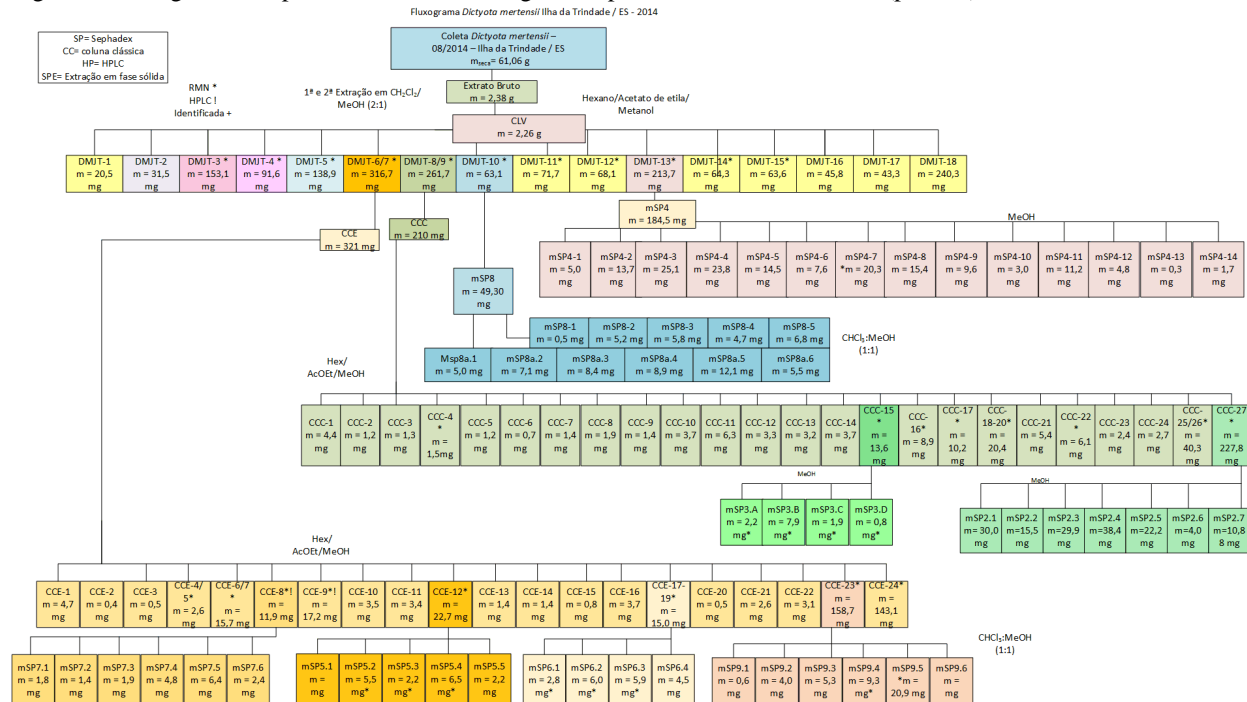 Fluxograma Dictyota mertensii Ilha da Trindade / ES - 2014
SP= Sephadex
CC= coluna clássica
HP= HPLC
SPE= Extração em fase sólida
Coleta Dictyota mertensii –
08/2014 – Ilha da Trindade / ES
mseca= 61,06 g
RMN *
HPLC !
Identificada +
1ª e 2ª Extração em CH₂Cl₂/
MeOH (2:1)
Extrato Bruto
m = 2,38 g
Hexano/Acetato de etila/
Metanol
CLV
m = 2,26 g
DMJT-1
m = 20,5
mg
DMJT-2
m = 31,5
mg
DMJT-3 *
m = 153,1
mg
DMJT-4 *
m = 91,6
mg
DMJT-5 *
m = 138,9
mg
DMJT-6/7 *
m = 316,7
mg
DMJT-8/9 *
m = 261,7
mg
DMJT-10 *
m = 63,1
mg
DMJT-11*
m = 71,7
mg
DMJT-12*
m = 68,1
mg
DMJT-13*
m = 213,7
mg
DMJT-14*
m = 64,3
mg
DMJT-15*
m = 63,6
mg
DMJT-16
m = 45,8
mg
DMJT-17
m = 43,3
mg
DMJT-18
m = 240,3
mg
mSP4
m = 184,5 mg
MeOH
CCE
m = 321 mg
CCC
m = 210 mg
mSP4-1
m = 5,0
mg
mSP4-2
m = 13,7
mg
mSP4-3
m = 25,1
mg
mSP4-4
m = 23,8
mg
mSP4-5
m = 14,5
mg
mSP4-6
m = 7,6
mg
mSP4-7
*m = 20,3
mg
mSP4-8
m = 15,4
mg
mSP4-9
m = 9,6
mg
mSP4-10
m = 3,0
mg
mSP4-11
m = 11,2
mg
mSP4-12
m = 4,8
mg
mSP4-13
m = 0,3
mg
mSP4-14
m = 1,7
mg
mSP8
m = 49,30
mg
mSP8-1
m = 0,5 mg
mSP8-2
m = 5,2 mg
mSP8-3
m = 5,8 mg
mSP8-4
m = 4,7 mg
mSP8-5
m = 6,8 mg
CHCl₃:MeOH
(1:1)
Msp8a.1
m = 5,0 mg
mSP8a.2
m = 7,1 mg
mSP8a.3
m = 8,4 mg
mSP8a.4
m = 8,9 mg
mSP8a.5
m = 12,1 mg
mSP8a.6
m = 5,5 mg
Hex/
AcOEt/MeOH
CCC-1
m = 4,4
mg
CCC-2
m = 1,2
mg
CCC-3
m = 1,3
mg
CCC-4
*
m =
1,5mg
CCC-5
m = 1,2
mg
CCC-6
m = 0,7
mg
CCC-7
m = 1,4
mg
CCC-8
m = 1,9
mg
CCC-9
m = 1,4
mg
CCC-10
m = 3,7
mg
CCC-11
m = 6,3
mg
CCC-12
m = 3,3
mg
CCC-13
m = 3,2
mg
CCC-14
m = 3,7
mg
CCC-15
*
m =
13,6
mg
CCC-
16*
m = 8,9
mg
CCC-17
*
m =
10,2
mg
CCC-
18-20*
m =
20,4
mg
CCC-21
m = 5,4
mg
CCC-22
*
m = 6,1
mg
CCC-23
m = 2,4
mg
CCC-24
m = 2,7
mg
CCC-
25/26*
m =
40,3
mg
CCC-27
*
m =
227,8
mg
MeOH
MeOH
mSP3.A
m = 2,2
mg*
mSP3.B
m = 7,9
mg*
mSP3.C
m = 1,9
mg*
mSP3.D
m = 0,8
mg*
mSP2.1
m= 30,0
mg
mSP2.2
m=15,5
mg
mSP2.3
m=29,9
mg
mSP2.4
m=38,4
mg
mSP2.5
m=22,2
mg
mSP2.6
m=4,0
mg
mSP2.7
m=10,8
8 mg
Hex/
AcOEt/MeOH
CCE-1
m = 4,7
mg
CCE-2
m = 0,4
mg
CCE-3
m = 0,5
mg
CCE-4/
5*
m = 2,6
mg
CCE-6/7
*
m =
15,7 mg
CCE-8*!
m =
11,9 mg
CCE-9*!
m =
17,2 mg
CCE-10
m = 3,5
mg
CCE-11
m = 3,4
mg
CCE-12*
m =
22,7 mg
CCE-13
m = 1,4
mg
CCE-14
m = 1,4
mg
CCE-15
m = 0,8
mg
CCE-16
m = 3,7
mg
CCE-17-
19*
m =
15,0 mg
CCE-20
m = 0,5
mg
CCE-21
m = 2,6
mg
CCE-22
m = 3,1
mg
CCE-23*
m =
158,7
mg
CCE-24*
m =
143,1
mg
CHCl₃:MeOH
(1:1)
mSP7.1
m = 1,8
mg
mSP7.2
m = 1,4
mg
mSP7.3
m = 1,9
mg
mSP7.4
m = 4,8
mg
mSP7.5
m = 6,4
mg
mSP7.6
m = 2,4
mg
mSP5.1
m =
mg
mSP5.2
m = 5,5
mg*
mSP5.3
m = 2,2
mg*
mSP5.4
m = 6,5
mg*
mSP5.5
m = 2,2
mg
mSP6.1
m = 2,8
mg*
mSP6.2
m = 6,0
mg*
mSP6.3
m = 5,9
mg*
mSP6.4
m = 4,5
mg
mSP9.1
m = 0,6
mg
mSP9.2
m = 4,0
mg
mSP9.3
m = 5,3
mg
mSP9.4
m = 9,3
mg*
mSP9.5
*m =
20,9 mg
mSP9.6
m =
mg